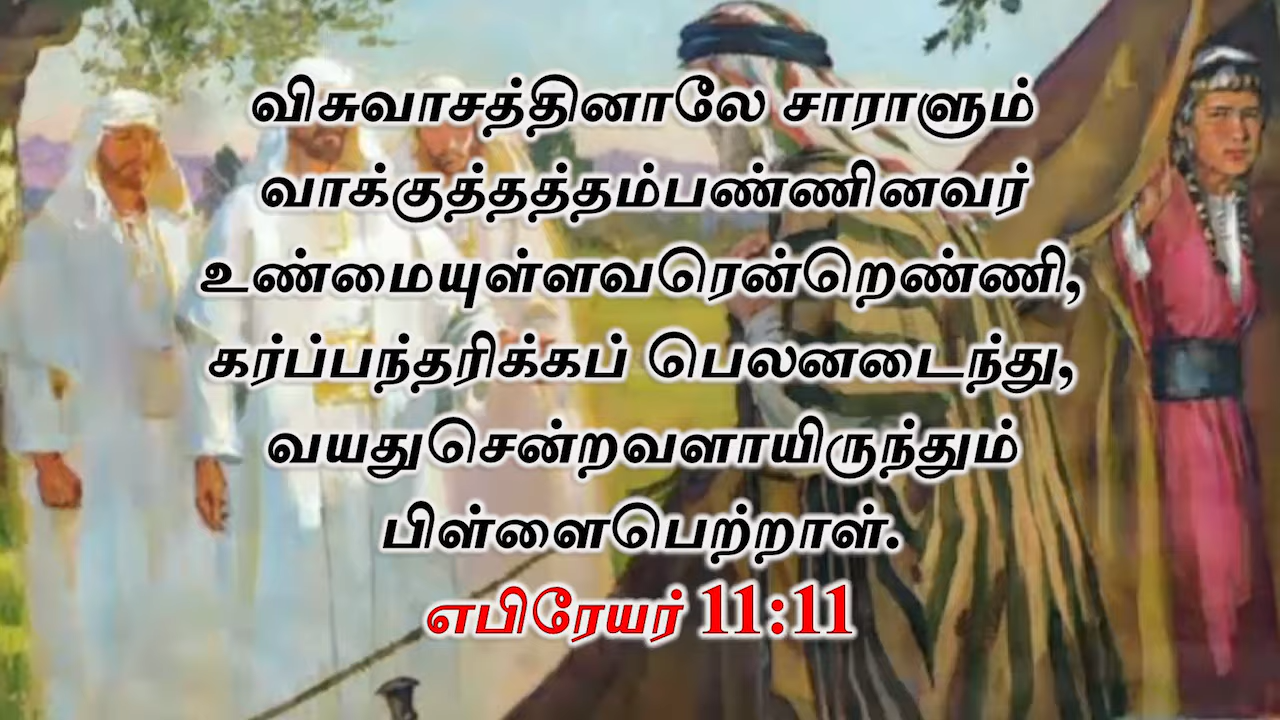 விசுவாசத்தினாலே சாராளும்
வாக்குத்தத்தம்பண்ணினவர்
உண்மையுள்ளவரென்றெண்ணி,
கர்ப்பந்தரிக்கப் பெலனடைந்து,
வயதுசென்றவளாயிருந்தும்
பிள்ளைபெற்றாள்.
எபிரேயர் 11:11